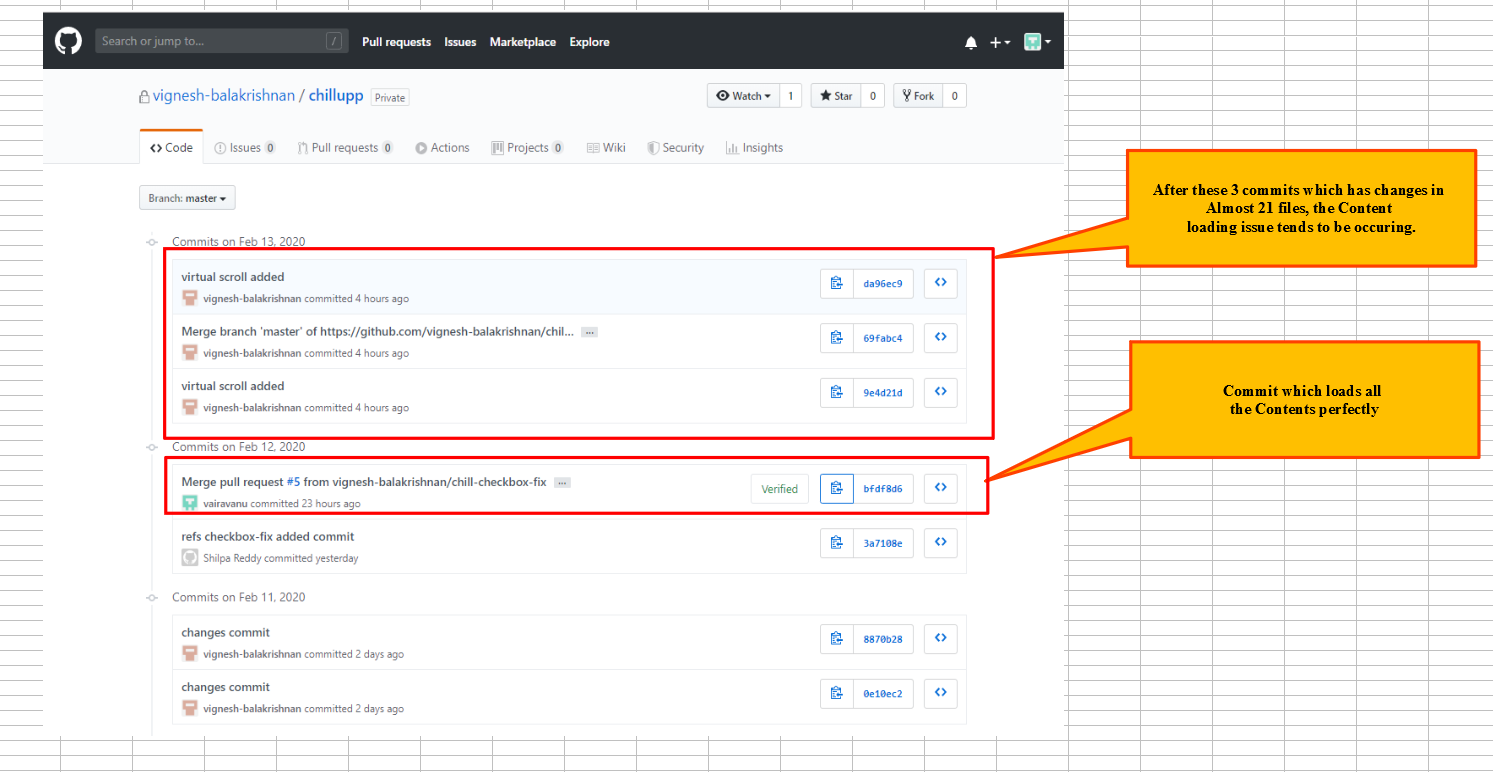 Search or jump to... /
Pull requests Issues Marketplace Explore
vignesh-balakrishnan / chillupp Private
Watch 1 Star 0 Fork 0
Code Issues 0 Pull requests 0 Actions Projects 0 Wiki Security Insights
Branch: master
Commits on Feb 13, 2020
virtual scroll added
vignesh-balakrishnan committed 4 hours ago
da96ec9
Merge branch 'master' of https://github.com/vignesh-balakrishnan/chil... ...
vignesh-balakrishnan committed 4 hours ago
69fabc4
virtual scroll added
vignesh-balakrishnan committed 4 hours ago
9e4d21d
Commits on Feb 12, 2020
Merge pull request #5 from vignesh-balakrishnan/chill-checkbox-fix ...
vairavanu committed 23 hours ago
Verified bfdf8d6
refs checkbox-fix added commit
Shilpa Reddy committed yesterday
3a7108e
Commits on Feb 11, 2020
changes commit
vignesh-balakrishnan committed 2 days ago
8870b28
changes commit
vignesh-balakrishnan committed 2 days ago
0e10ec2
After these 3 commits which has changes in
Almost 21 files, the Content
loading issue tends to be occuring.
Commit which loads all
the Contents perfectly